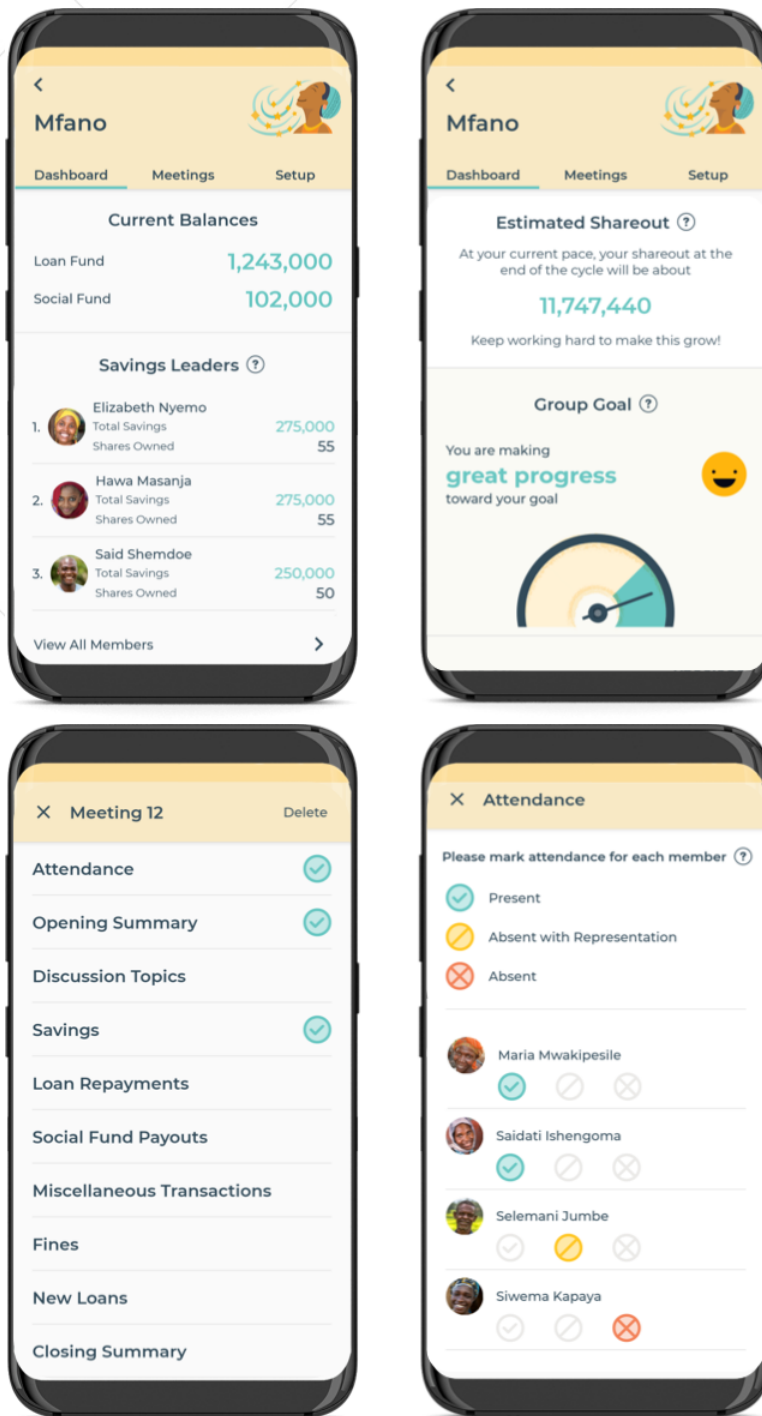 Mfano
Dashboard Meetings Setup
Current Balances
Loan Fund 1,243,000
Social Fund 102,000
Savings Leaders ?
1. Elizabeth Nyemo
Total Savings 275,000
Shares Owned 55
2. Hawa Masanja
Total Savings 275,000
Shares Owned 55
3. Said Shemdoe
Total Savings 250,000
Shares Owned 50
View All Members
Mfano
Dashboard Meetings Setup
Estimated Shareout ?
At your current pace, your shareout at the
end of the cycle will be about
11,747,440
Keep working hard to make this grow!
Group Goal ?
You are making
great progress
toward your goal
Meeting 12 Delete
Attendance
Opening Summary
Discussion Topics
Savings
Loan Repayments
Social Fund Payouts
Miscellaneous Transactions
Fines
New Loans
Closing Summary
Attendance
Please mark attendance for each member ?
Present
Absent with Representation
Absent
Maria Mwakipesile
Saidati Ishengoma
Selemani Jumbe
Siwema Kapaya